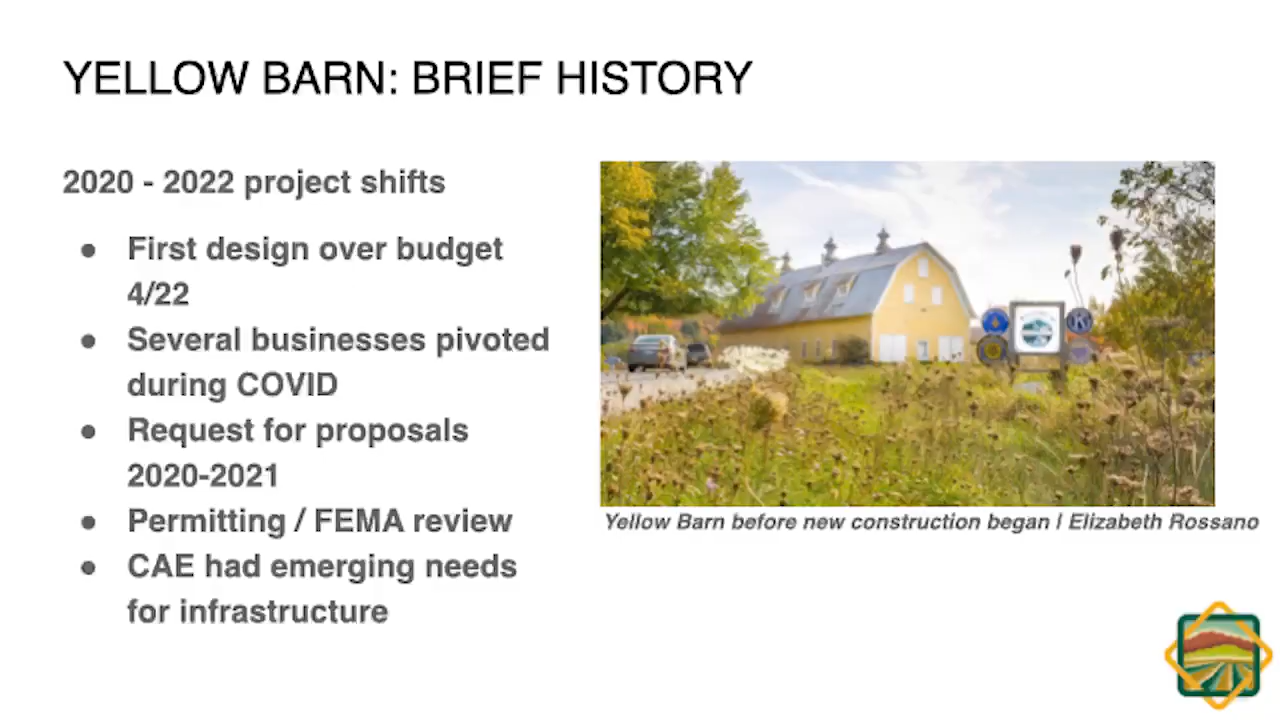 YELLOW BARN: BRIEF HISTORY
2020 - 2022 project shifts
● First design over budget
4/22
● Several businesses pivoted
during COVID
● Request for proposals
2020-2021
● Permitting / FEMA review
● CAE had emerging needs
for infrastructure
Yellow Barn before new construction began | Elizabeth Rossano